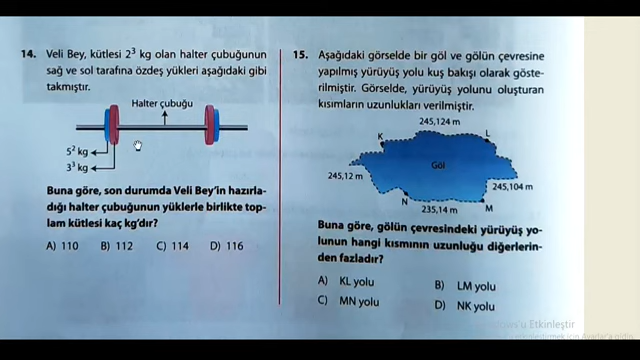 14. Veli Bey, kütlesi 2³ kg olan halter çubuğunun
sağ ve sol tarafına özdeş yükleri aşağıdaki gibi
takmıştır.
Halter çubuğu
5² kg
3³ kg
Buna göre, son durumda Veli Bey'in hazırla-
dığı halter çubuğunun yüklerle birlikte top-
lam kütlesi kaç kg'dır?
A) 110 B) 112 C) 114 D) 116
15. Aşağıdaki görselde bir göl ve gölün çevresine
yapılmış yürüyüş yolu kuş bakışı olarak göste-
rilmiştir. Görselde, yürüyüş yolunu oluşturan
kısımların uzunlukları verilmiştir.
245,124 m
K
L
Göl
245,12 m
245,104 m
N
M
235,14 m
Buna göre, gölün çevresindeki yürüyüş yo-
lunun hangi kısmının uzunluğu diğerlerin-
den fazladır?
A) KL yolu B) LM yolu
C) MN yolu D) NK yolu
Windows'u Etkinleştir
etkinleştirmek için Ayarlar'a gidin